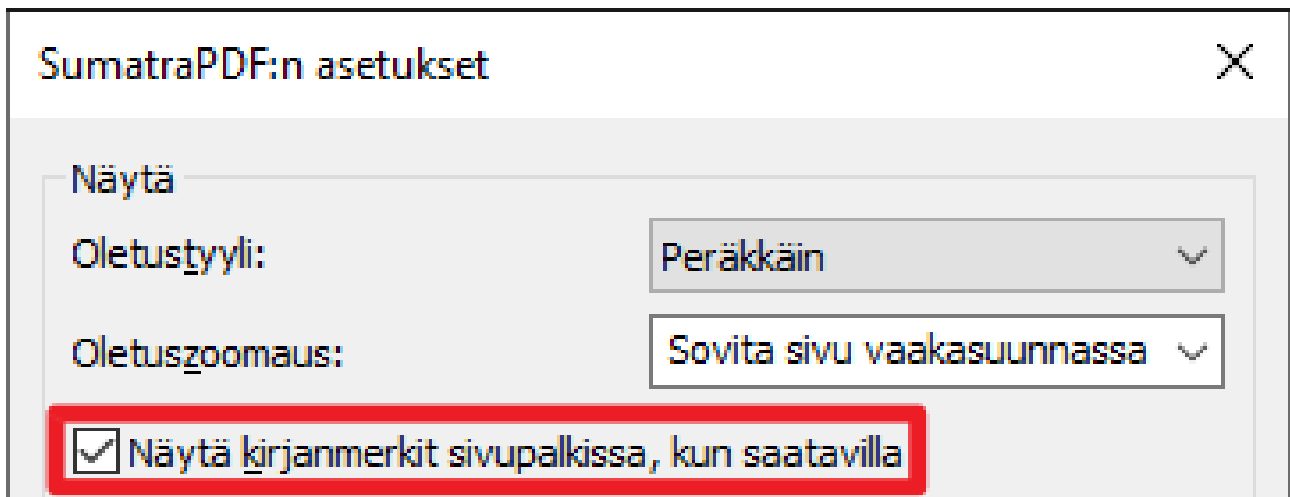 SumatraPDF:n asetukset
Näytä
Oletustyyli: Peräkkäin
Oletuszoomaus: Sovita sivu vaakasuunnassa
Näytä kirjanmerkit sivupalkissa, kun saatavilla